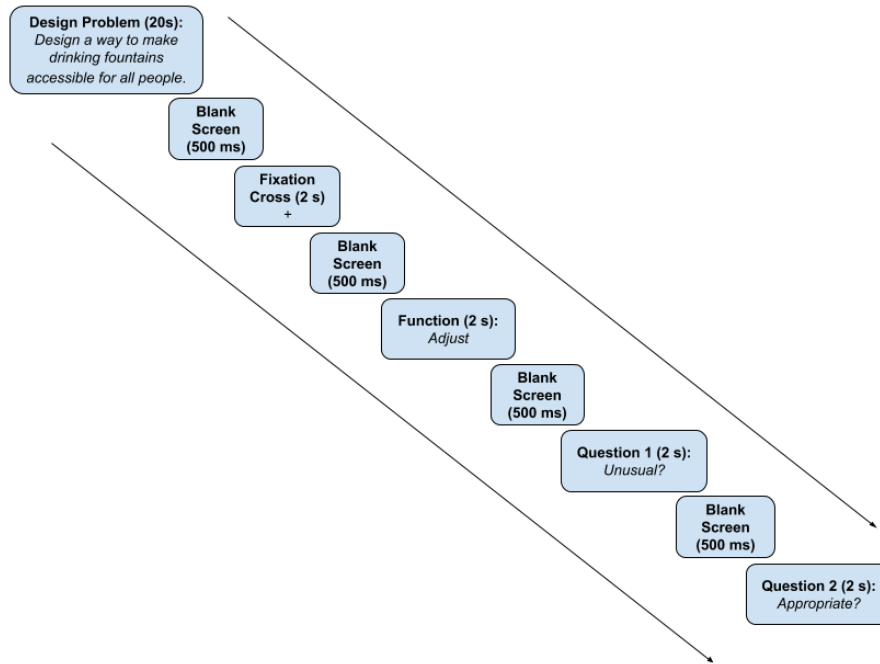 Design Problem (20s):
Design a way to make
drinking fountains
accessible for all people.
Blank
Screen
(500 ms)
Fixation
Cross (2 s)
+
Blank
Screen
(500 ms)
Function (2 s):
Adjust
Blank
Screen
(500 ms)
Question 1 (2 s):
Unusual?
Blank
Screen
(500 ms)
Question 2 (2 s):
Appropriate?